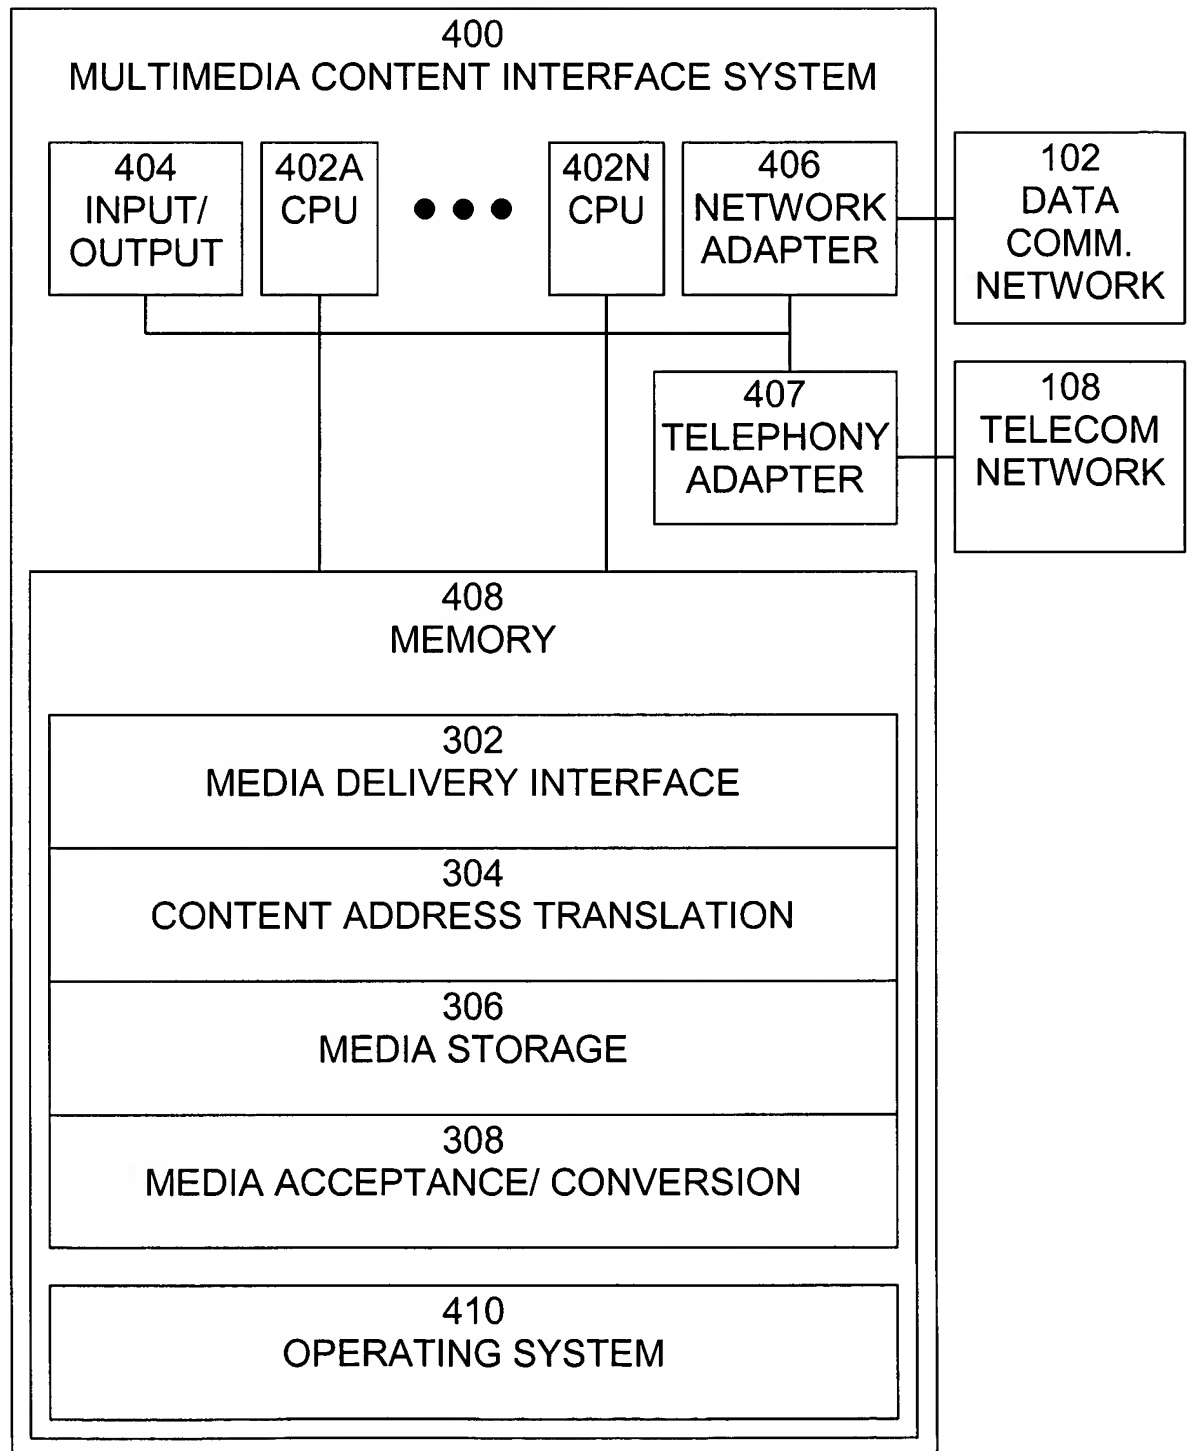 400
MULTIMEDIA CONTENT INTERFACE SYSTEM
404
INPUT/
OUTPUT
402A
CPU
402N
CPU
406
NETWORK
ADAPTER
102
DATA
COMM.
NETWORK
407
TELEPHONY
ADAPTER
108
TELECOM
NETWORK
408
MEMORY
302
MEDIA DELIVERY INTERFACE
304
CONTENT ADDRESS TRANSLATION
306
MEDIA STORAGE
308
MEDIA ACCEPTANCE/ CONVERSION
410
OPERATING SYSTEM